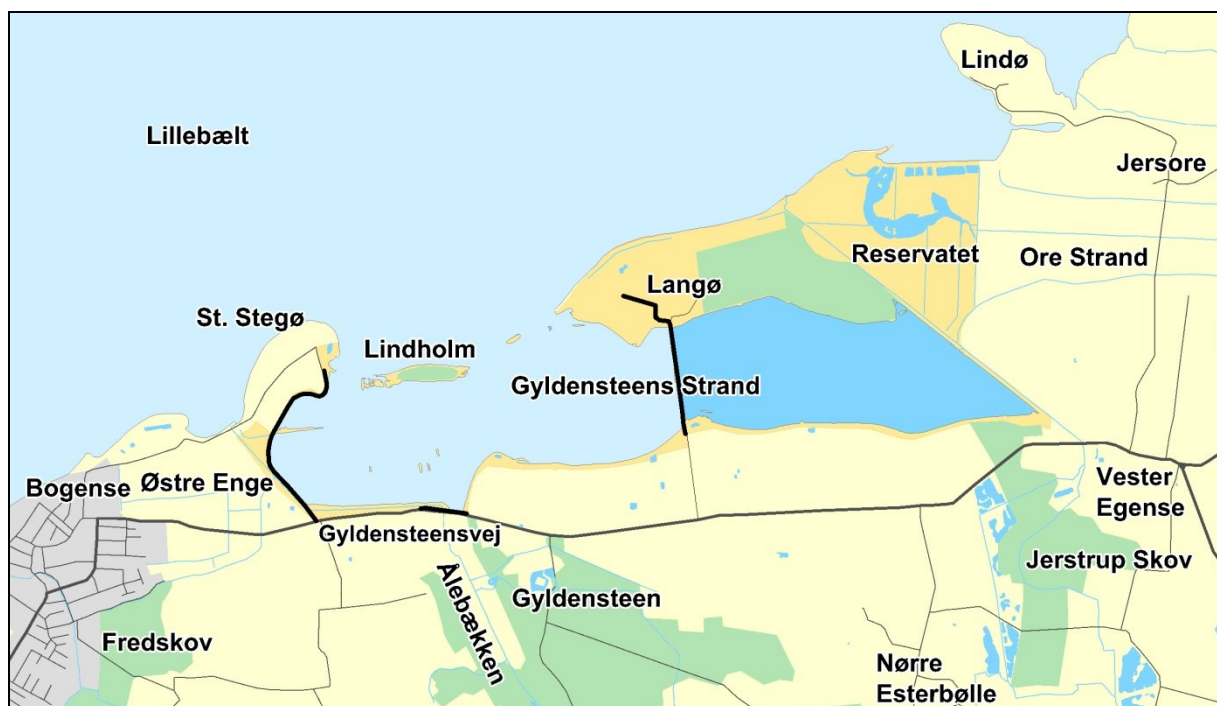 Lindø
Lillebælt
Jersore
Reservatet
Ore Strand
Langø
St. Stegø
Lindholm
Gyldensteens Strand
Bogense
Østre Enge
Vester
Egense
Gyldensteensvej
Jerstrup Skov
Ålebækken
Gyldensteen
Fredskov
Nørre
Esterbølle